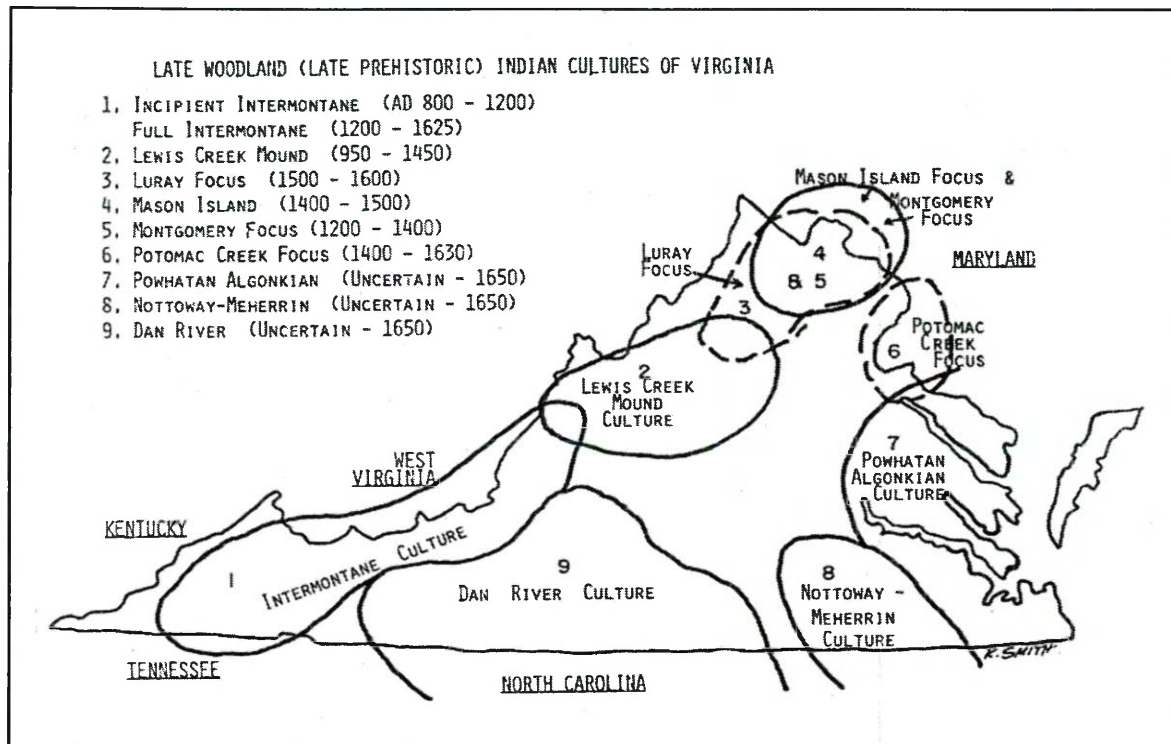 LATE WOODLAND (LATE PREHISTORIC) INDIAN CULTURES OF VIRGINIA
1. INCIPIENT INTERMONTANE (AD 800 - 1200)
FULL INTERMONTANE (1200 - 1625)
2. LEWIS CREEK MOUND (950 - 1450)
3. LURAY FOCUS (1500 - 1600)
4. MASON ISLAND (1400 - 1500)
5. MONTGOMERY FOCUS (1200 - 1400)
6. POTOMAC CREEK FOCUS (1400 - 1630)
7. POWHATAN ALGONKIAN (UNCERTAIN - 1650)
8. NOTTOWAY-MEHERRIN (UNCERTAIN - 1650)
9. DAN RIVER (UNCERTAIN - 1650)
MASON ISLAND FOCUS &
MONTGOMERY
FOCUS
LURAY
FOCUS
4
& 5
MARYLAND
3
6
POTOMAC
CREEK
FOCUS
2
LEWIS CREEK
MOUND
CULTURE
7
POWHATAN
ALGONKIAN
CULTURE
WEST
VIRGINIA
KENTUCKY
1
INTERMONTANE CULTURE
9
DAN RIVER CULTURE
8
NOTTOWAY -
MEHERRIN
CULTURE
K. SMITH
TENNESSEE
NORTH CAROLINA